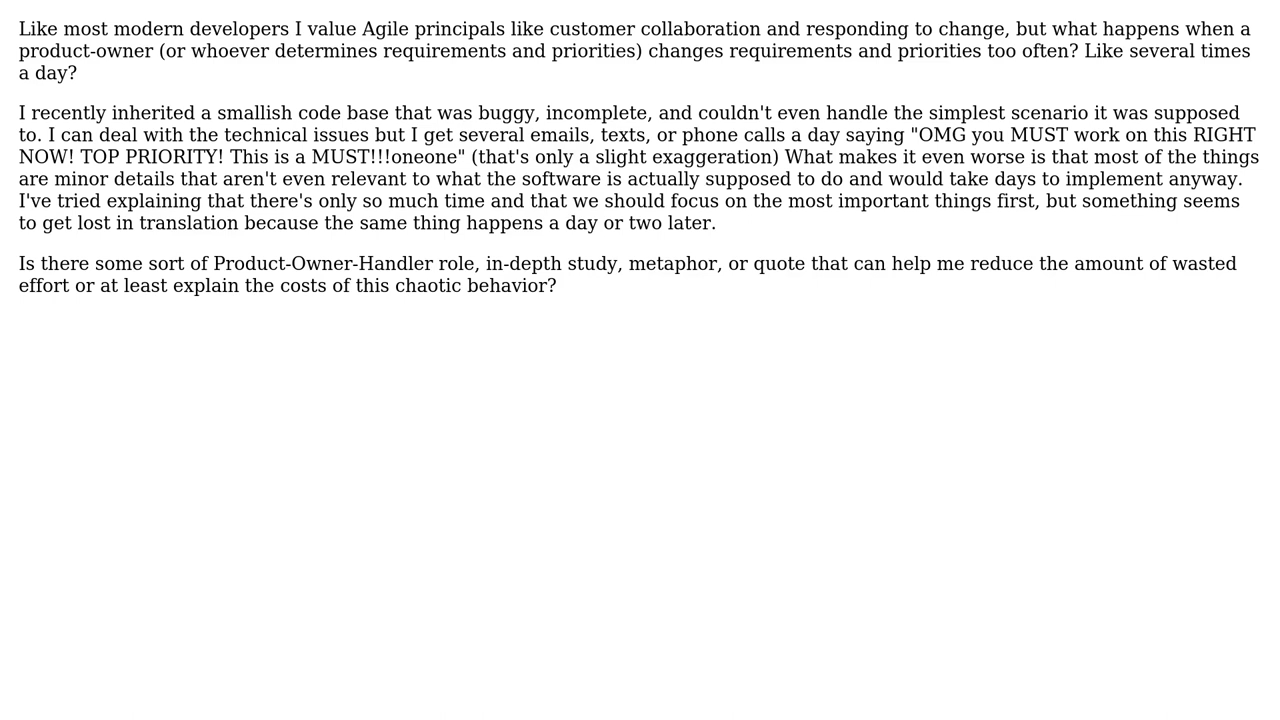 Like most modern developers I value Agile principals like customer collaboration and responding to change, but what happens when a
product-owner (or whoever determines requirements and priorities) changes requirements and priorities too often? Like several times
a day?
I recently inherited a smallish code base that was buggy, incomplete, and couldn't even handle the simplest scenario it was supposed
to. I can deal with the technical issues but I get several emails, texts, or phone calls a day saying "OMG you MUST work on this RIGHT
NOW! TOP PRIORITY! This is a MUST!!!oneone" (that's only a slight exaggeration) What makes it even worse is that most of the things
are minor details that aren't even relevant to what the software is actually supposed to do and would take days to implement anyway.
I've tried explaining that there's only so much time and that we should focus on the most important things first, but something seems
to get lost in translation because the same thing happens a day or two later.
Is there some sort of Product-Owner-Handler role, in-depth study, metaphor, or quote that can help me reduce the amount of wasted
effort or at least explain the costs of this chaotic behavior?